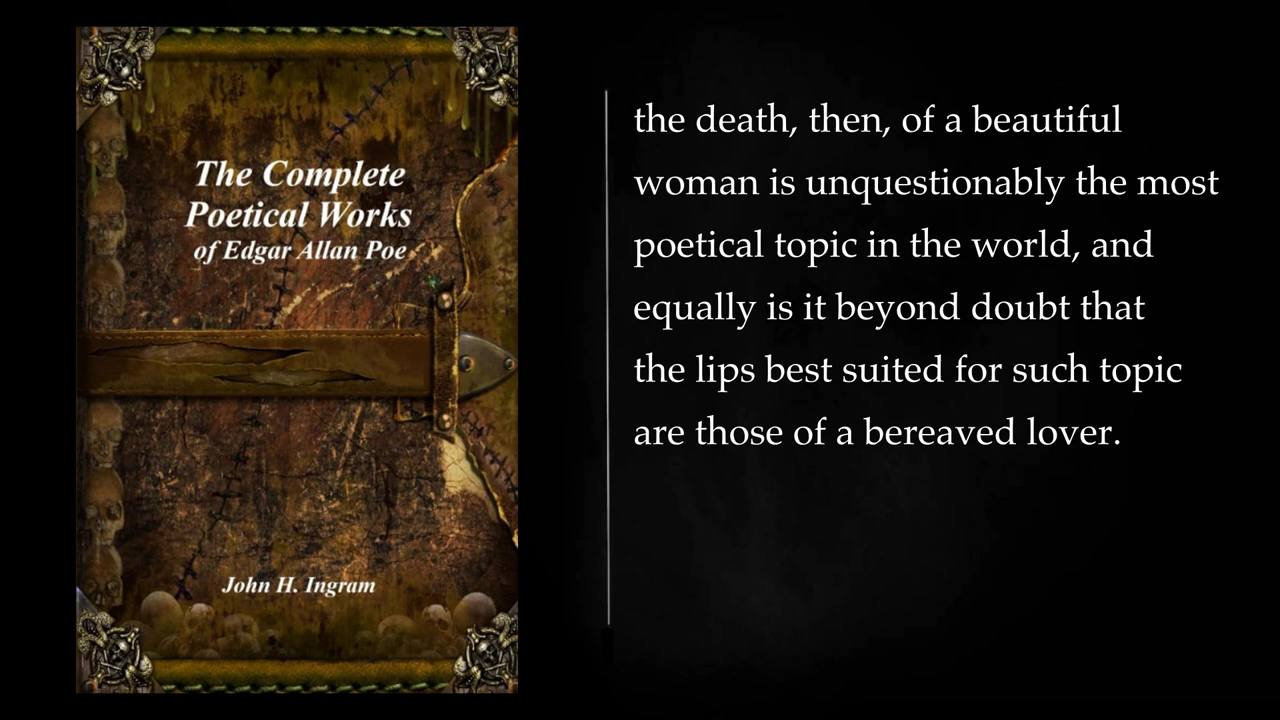 The Complete
Poetical Works
of Edgar Allan Poe
John H. Ingram
the death, then, of a beautiful
woman is unquestionably the most
poetical topic in the world, and
equally is it beyond doubt that
the lips best suited for such topic
are those of a bereaved lover.